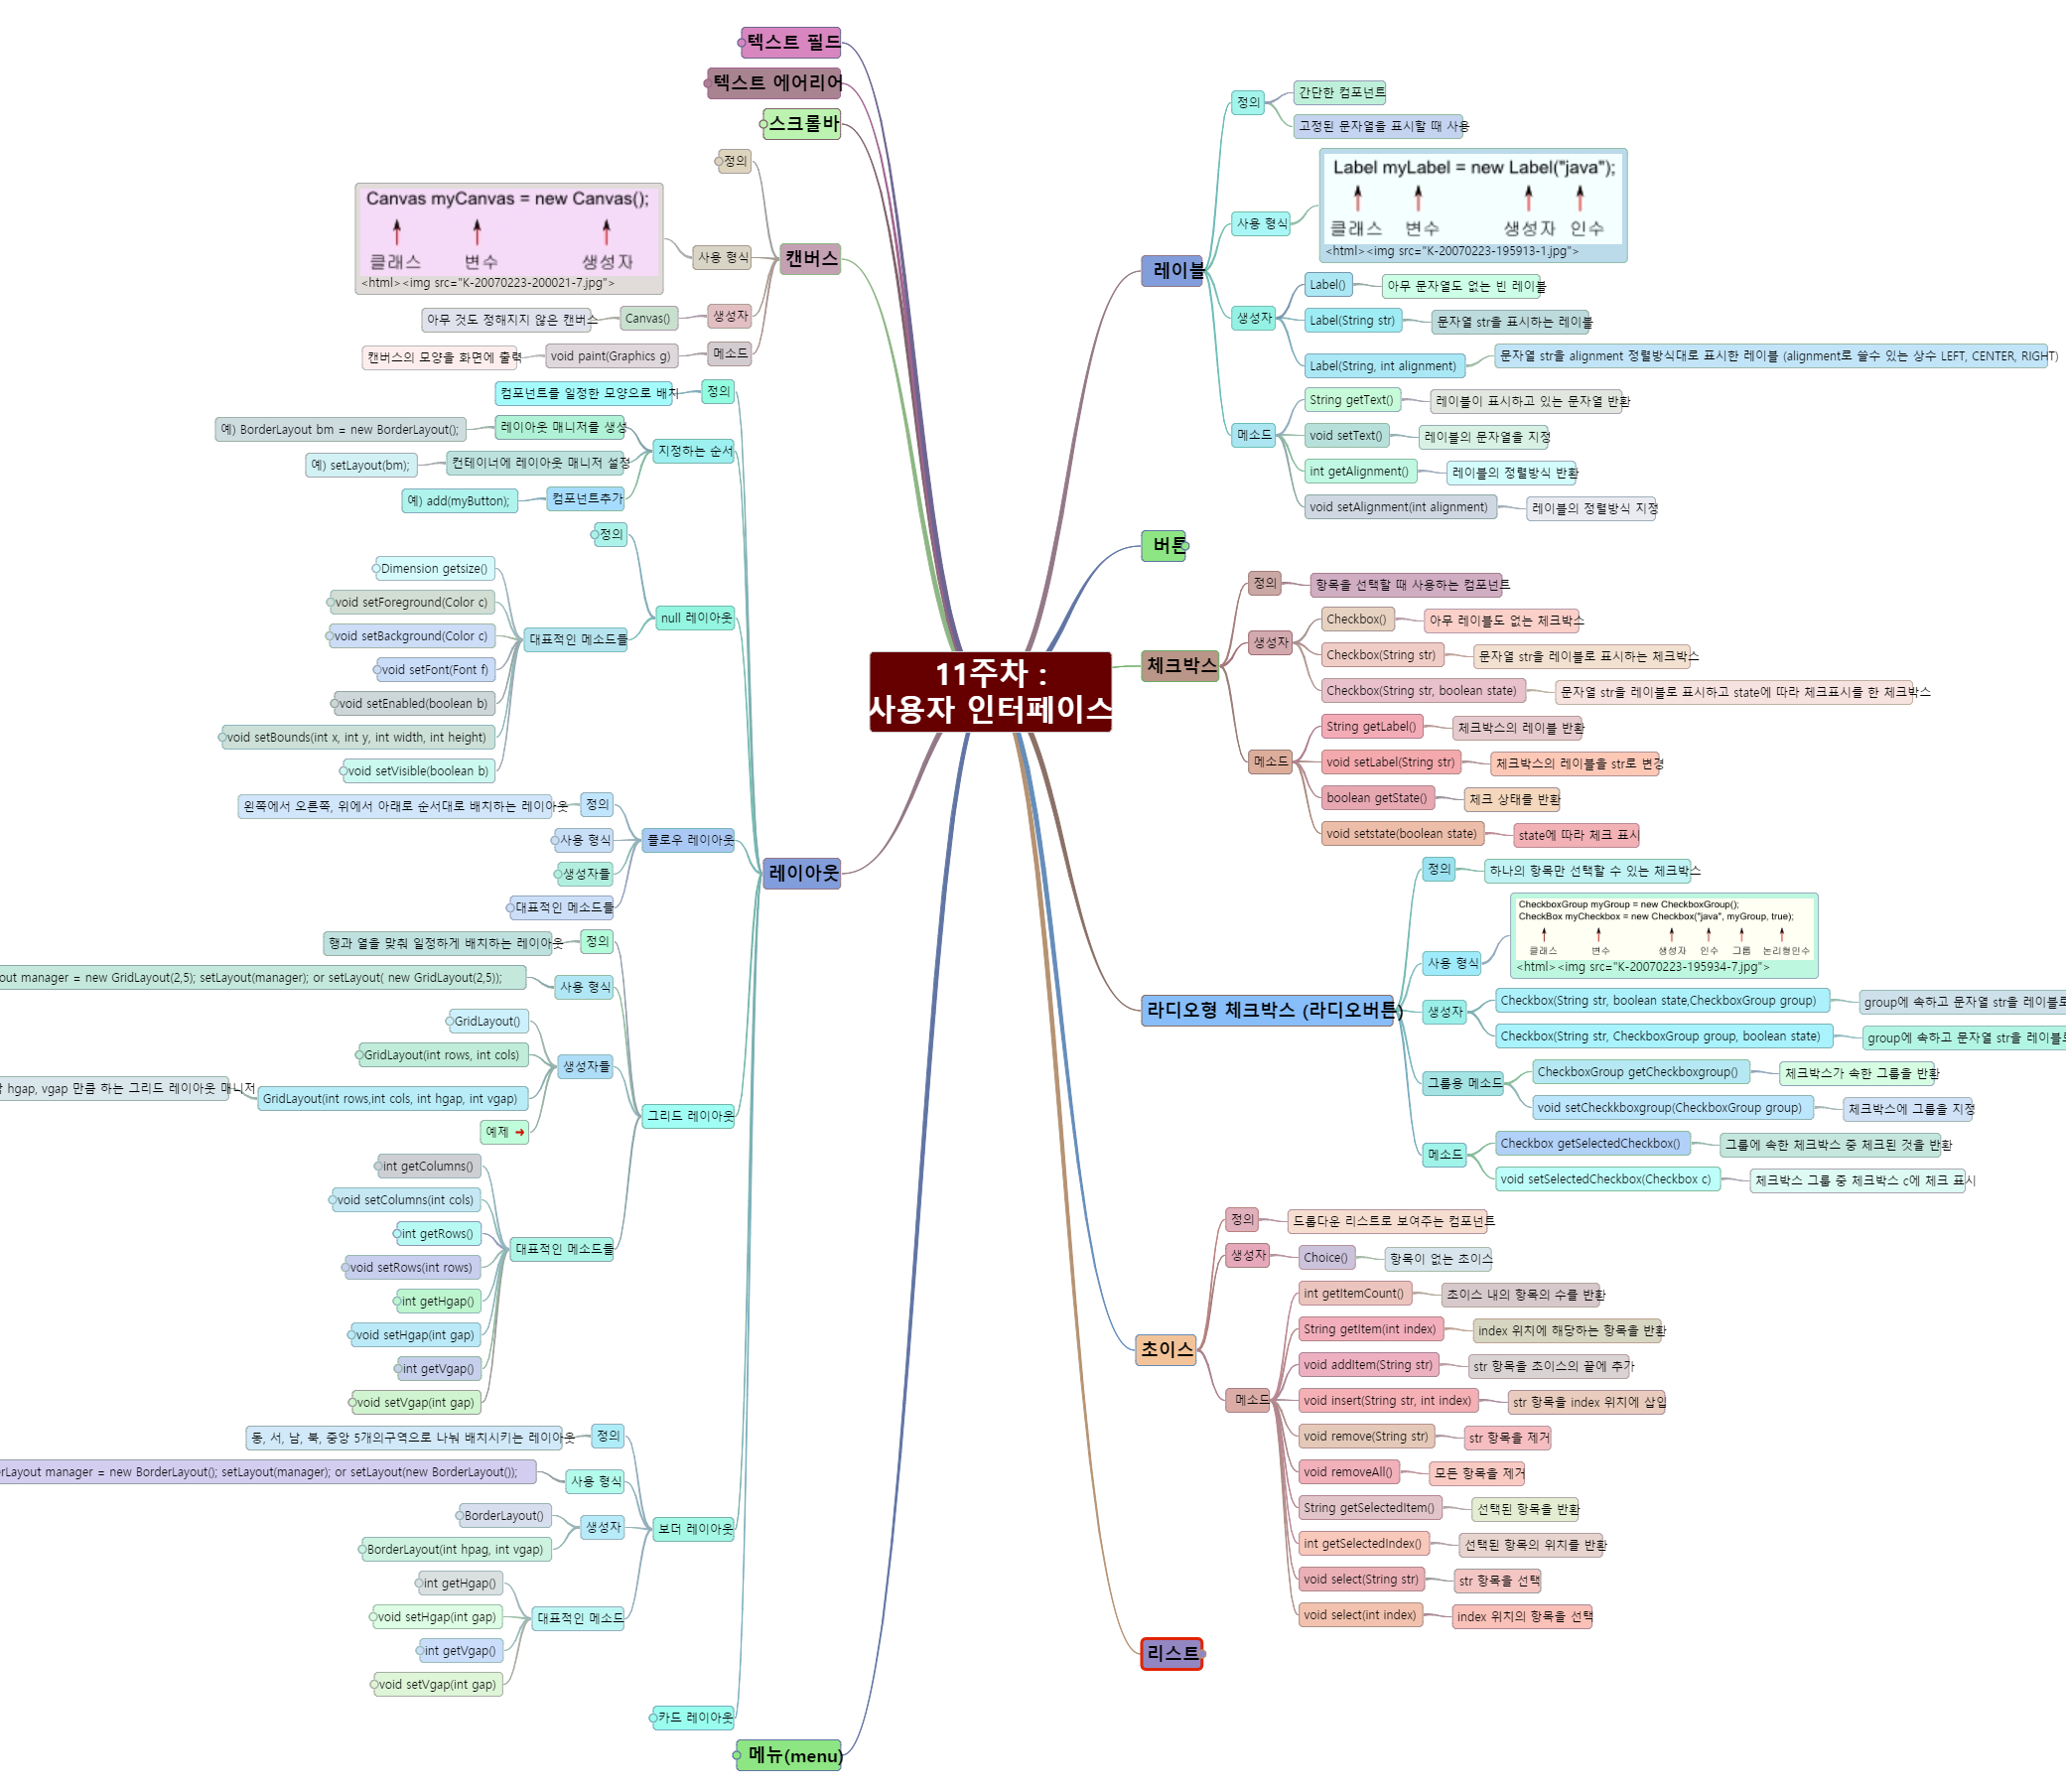 11주차 :
사용자 인터페이스
텍스트 필드
텍스트 에어리어
스크롤바
캔버스
정의
사용 형식
Canvas myCanvas = new Canvas();
클래스 변수 생성자
<html><img src="K-20070223-200021-7.jpg">
생성자
Canvas()
아무 것도 정해지지 않은 캔버스
메소드
void paint(Graphics g)
캔버스의 모양을 화면에 출력
레이아웃
정의
컴포넌트를 일정한 모양으로 배치
지정하는 순서
레이아웃 매니저를 생성
예) BorderLayout bm = new BorderLayout();
컨테이너에 레이아웃 매니저 설정
예) setLayout(bm);
컴포넌트추가
예) add(myButton);
null 레이아웃
정의
대표적인 메소드들
Dimension getsize()
void setForeground(Color c)
void setBackground(Color c)
void setFont(Font f)
void setEnabled(boolean b)
void setBounds(int x, int y, int width, int height)
void setVisible(boolean b)
플로우 레이아웃
정의
왼쪽에서 오른쪽, 위에서 아래로 순서대로 배치하는 레이아웃
사용 형식
생성자들
대표적인 메소드들
그리드 레이아웃
정의
행과 열을 맞춰 일정하게 배치하는 레이아웃
사용 형식
out manager = new GridLayout(2,5); setLayout(manager); or setLayout( new GridLayout(2,5));
생성자들
GridLayout()
GridLayout(int rows, int cols)
GridLayout(int rows,int cols, int hgap, int vgap)
hgap, vgap 만큼 하는 그리드 레이아웃 매니저
예제
대표적인 메소드들
int getColumns()
void setColumns(int cols)
int getRows()
void setRows(int rows)
int getHgap()
void setHgap(int gap)
int getVgap()
void setVgap(int gap)
보더 레이아웃
정의
동, 서, 남, 북, 중앙 5개의구역으로 나눠 배치시키는 레이아웃
사용 형식
erLayout manager = new BorderLayout(); setLayout(manager); or setLayout(new BorderLayout());
생성자
BorderLayout()
BorderLayout(int hpag, int vgap)
대표적인 메소드
int getHgap()
void setHgap(int gap)
int getVgap()
void setVgap(int gap)
카드 레이아웃
메뉴(menu)
레이블
정의
간단한 컴포넌트
고정된 문자열을 표시할 때 사용
사용 형식
Label myLabel = new Label("java");
클래스 변수 생성자 인수
<html><img src="K-20070223-195913-1.jpg">
생성자
Label()
아무 문자열도 없는 빈 레이블
Label(String str)
문자열 str을 표시하는 레이블
Label(String, int alignment)
문자열 str을 alignment 정렬방식대로 표시한 레이블 (alignment로 쓸수 있는 상수 LEFT, CENTER, RIGHT)
메소드
String getText()
레이블이 표시하고 있는 문자열 반환
void setText()
레이블의 문자열을 지정
int getAlignment()
레이블의 정렬방식 반환
void setAlignment(int alignment)
레이블의 정렬방식 지정
버튼
체크박스
정의
항목을 선택할 때 사용하는 컴포넌트
생성자
Checkbox()
아무 레이블도 없는 체크박스
Checkbox(String str)
문자열 str을 레이블로 표시하는 체크박스
Checkbox(String str, boolean state)
문자열 str을 레이블로 표시하고 state에 따라 체크표시를 한 체크박스
메소드
String getLabel()
체크박스의 레이블 반환
void setLabel(String str)
체크박스의 레이블을 str로 변경
boolean getState()
체크 상태를 반환
void setstate(boolean state)
state에 따라 체크 표시
라디오형 체크박스 (라디오버튼)
정의
하나의 항목만 선택할 수 있는 체크박스
사용 형식
CheckboxGroup myGroup = new CheckboxGroup();
CheckBox myCheckbox = new Checkbox("java", myGroup, true);
클래스 변수 생성자 인수 그룹 논리형인수
<html><img src="K-20070223-195934-7.jpg">
생성자
Checkbox(String str, boolean state,CheckboxGroup group)
group에 속하고 문자열 str을 레이블로
Checkbox(String str, CheckboxGroup group, boolean state)
group에 속하고 문자열 str을 레이블로
그룹용 메소드
CheckboxGroup getCheckboxgroup()
체크박스가 속한 그룹을 반환
void setCheckkboxgroup(CheckboxGroup group)
체크박스에 그룹을 지정
메소드
Checkbox getSelectedCheckbox()
그룹에 속한 체크박스 중 체크된 것을 반환
void setSelectedCheckbox(Checkbox c)
체크박스 그룹 중 체크박스 c에 체크 표시
초이스
정의
드롭다운 리스트로 보여주는 컴포넌트
생성자
Choice()
항목이 없는 초이스
메소드
int getItemCount()
초이스 내의 항목의 수를 반환
String getItem(int index)
index 위치에 해당하는 항목을 반환
void addItem(String str)
str 항목을 초이스의 끝에 추가
void insert(String str, int index)
str 항목을 index 위치에 삽입
void remove(String str)
str 항목을 제거
void removeAll()
모든 항목을 제거
String getSelectedItem()
선택된 항목을 반환
int getSelectedIndex()
선택된 항목의 위치를 반환
void select(String str)
str 항목을 선택
void select(int index)
index 위치의 항목을 선택
리스트